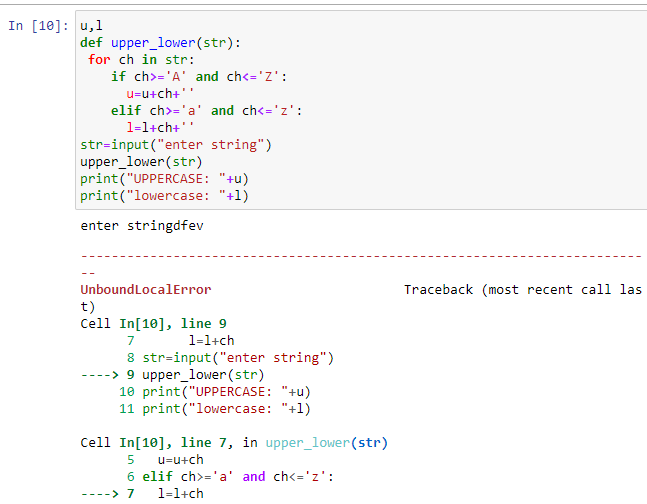 In [10]: u,l
def upper_lower(str):
 for ch in str:
    if ch>='A' and ch<='Z':
      u=u+ch+''
    elif ch>='a' and ch<='z':
      l=l+ch+''
str=input("enter string")
upper_lower(str)
print("UPPERCASE: "+u)
print("lowercase: "+l)
enter stringdfev
---------------------------------------------------------------------------
--
UnboundLocalError                         Traceback (most recent call las
t)
Cell In[10], line 9
      7       l=l+ch
      8 str=input("enter string")
----> 9 upper_lower(str)
     10 print("UPPERCASE: "+u)
     11 print("lowercase: "+l)
Cell In[10], line 7, in upper_lower(str)
      5   u=u+ch
      6 elif ch>='a' and ch<='z':
----> 7   l=l+ch